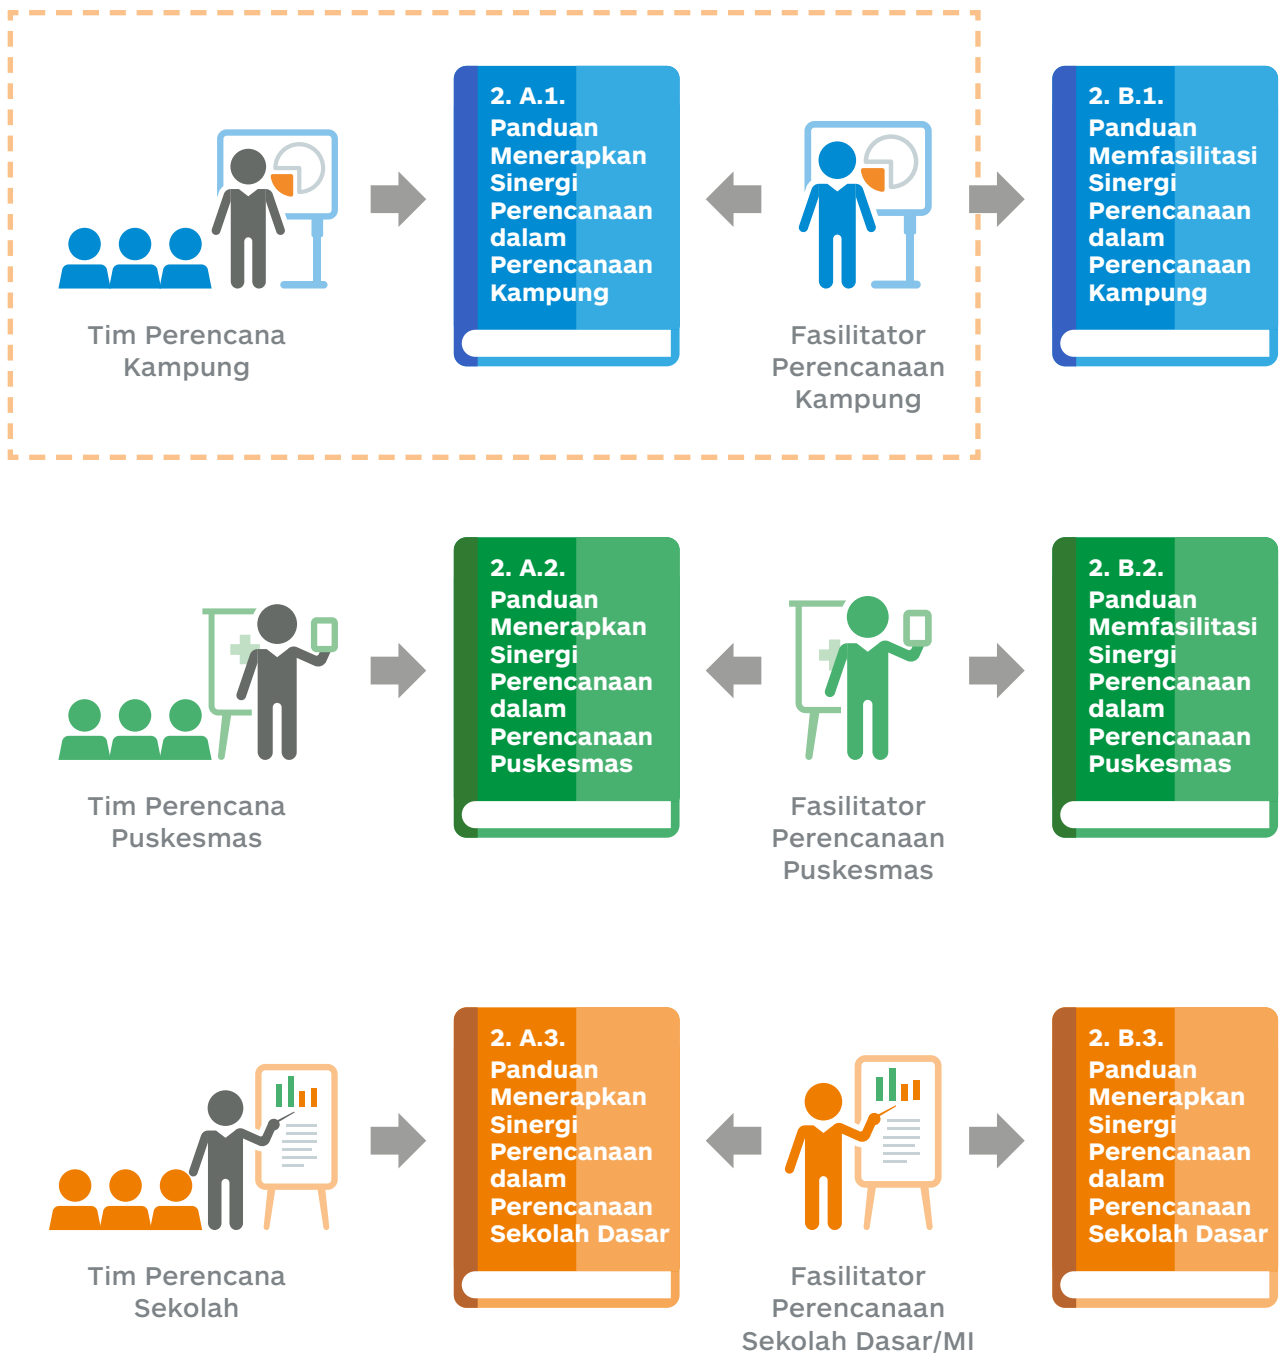 2. A.1.
Panduan
Menerapkan
Sinergi
Perencanaan
dalam
Perencanaan
Kampung
2. B.1.
Panduan
Memfasilitasi
Sinergi
Perencanaan
dalam
Perencanaan
Kampung
Tim Perencana
Kampung
Fasilitator
Perencanaan
Kampung
2. A.2.
Panduan
Menerapkan
Sinergi
Perencanaan
dalam
Perencanaan
Puskesmas
2. B.2.
Panduan
Memfasilitasi
Sinergi
Perencanaan
dalam
Perencanaan
Puskesmas
Tim Perencana
Puskesmas
Fasilitator
Perencanaan
Puskesmas
2. A.3.
Panduan
Menerapkan
Sinergi
Perencanaan
dalam
Perencanaan
Sekolah Dasar
2. B.3.
Panduan
Menerapkan
Sinergi
Perencanaan
dalam
Perencanaan
Sekolah Dasar
Tim Perencana
Sekolah
Fasilitator
Perencanaan
Sekolah Dasar/MI